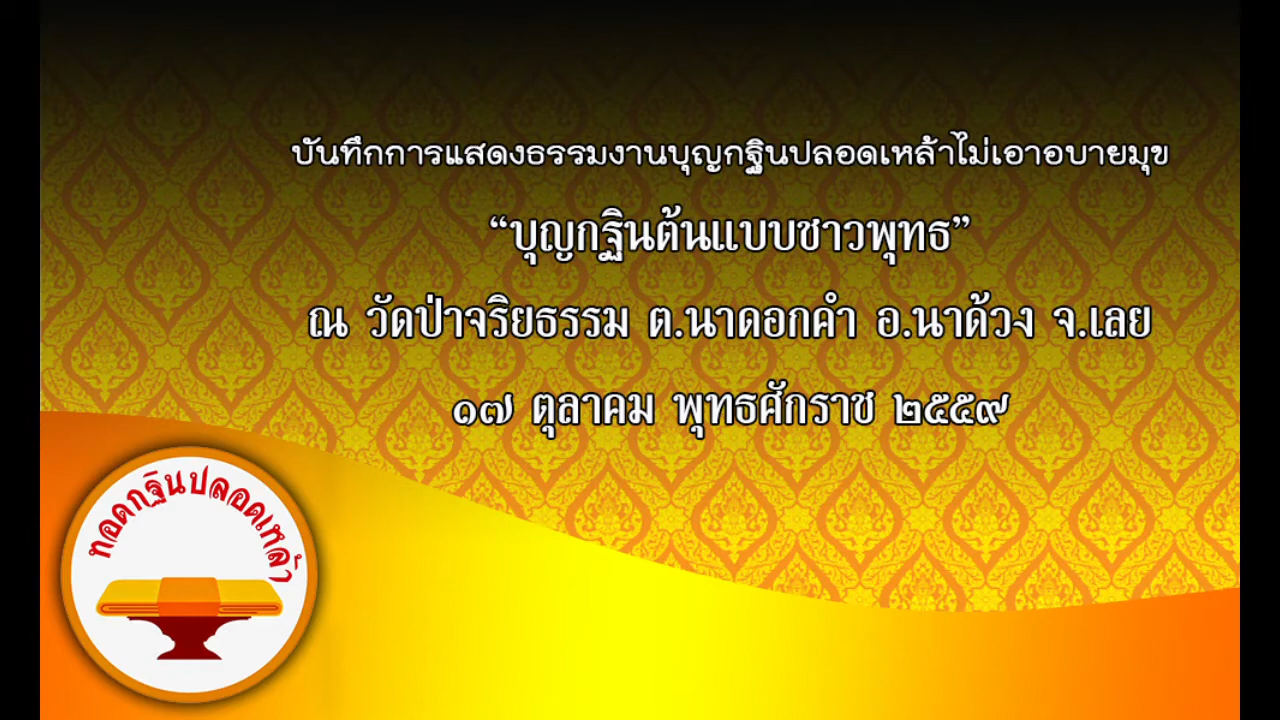 บันทึกการแสดงธรรมงานบุญกฐินปลอดเหล้าไม่เอาอบายมุข
“บุญกฐินต้นแบบชาวพุทธ”
ณ วัดป่าจริยธรรม ต.นาดอกคำ อ.นาด้วง จ.เลย
๑๗ ตุลาคม พุทธศักราช ๒๕๕๙
ทอดกฐินปลอดเหล้า